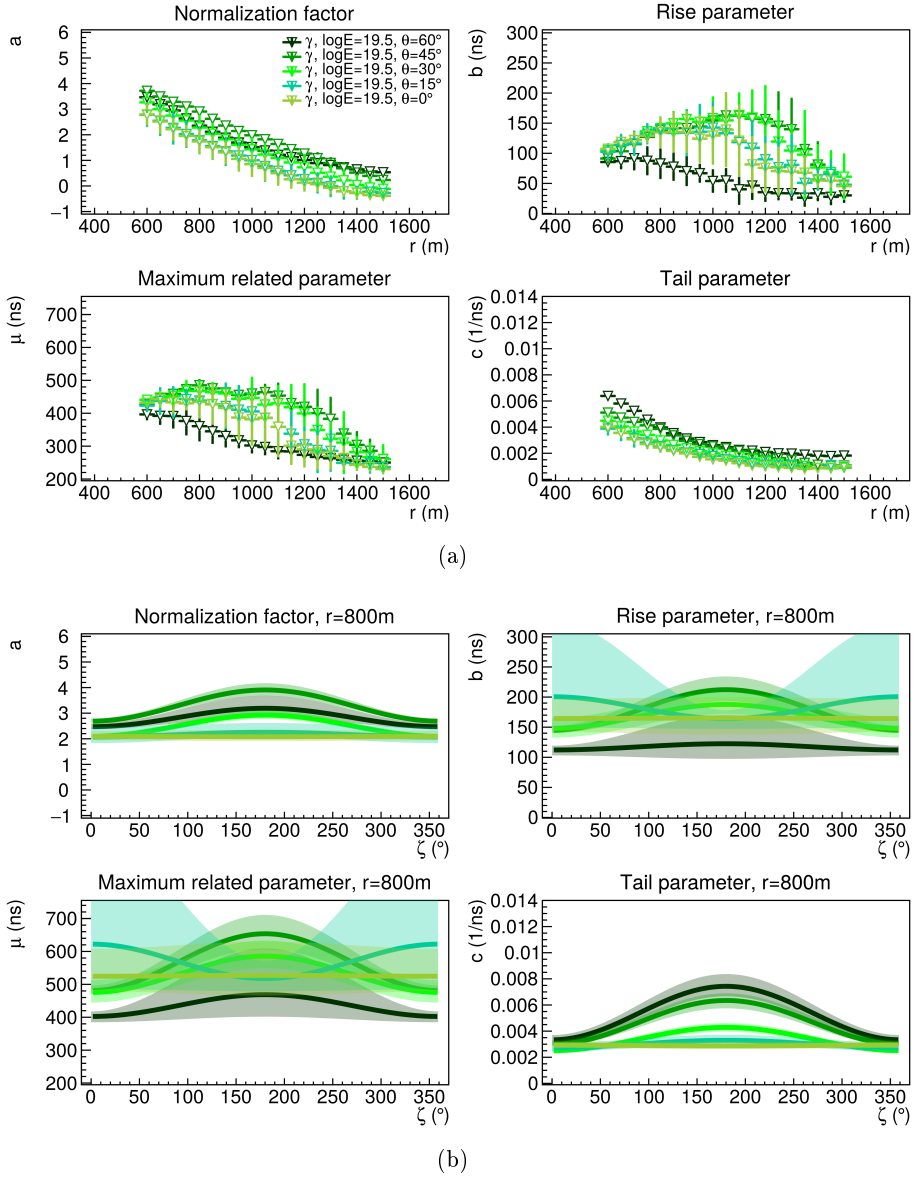 Normalization factor
a
6
5
4
3
2
1
0
−1
400 600 800 1000 1200 1400 1600
r (m)
γ, logE=19.5, θ=60°
γ, logE=19.5, θ=45°
γ, logE=19.5, θ=30°
γ, logE=19.5, θ=15°
γ, logE=19.5, θ=0°
Rise parameter
b (ns)
300
250
200
150
100
50
0
400 600 800 1000 1200 1400 1600
r (m)
Maximum related parameter
μ (ns)
700
600
500
400
300
200
400 600 800 1000 1200 1400 1600
r (m)
Tail parameter
c (1/ns)
0.014
0.012
0.010
0.008
0.006
0.004
0.002
0
400 600 800 1000 1200 1400 1600
r (m)
(a)
Normalization factor, r=800m
a
6
5
4
3
2
1
0
−1
0 50 100 150 200 250 300 350
ζ (°)
Rise parameter, r=800m
b (ns)
300
250
200
150
100
50
0
0 50 100 150 200 250 300 350
ζ (°)
Maximum related parameter, r=800m
μ (ns)
700
600
500
400
300
200
0 50 100 150 200 250 300 350
ζ (°)
Tail parameter, r=800m
c (1/ns)
0.014
0.012
0.010
0.008
0.006
0.004
0.002
0
0 50 100 150 200 250 300 350
ζ (°)
(b)